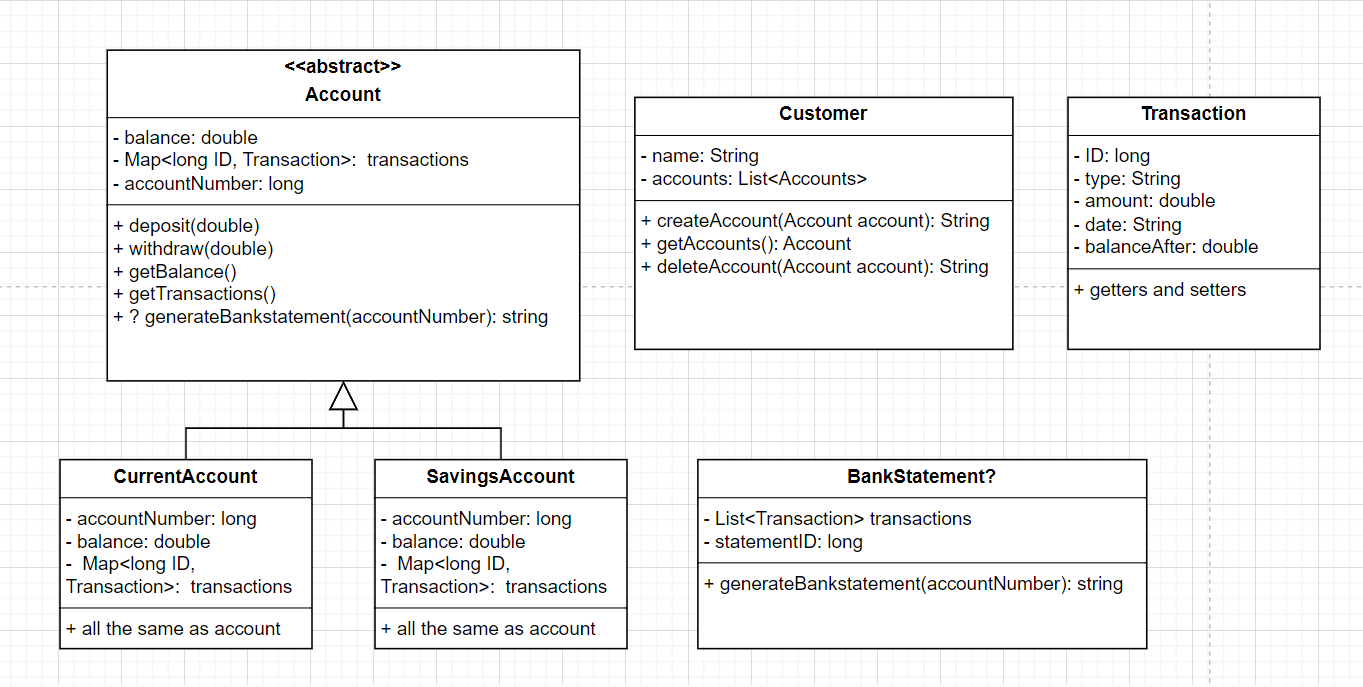 <<abstract>>
Account
- balance: double
- Map<long ID, Transaction>:  transactions
- accountNumber: long
+ deposit(double)
+ withdraw(double)
+ getBalance()
+ getTransactions()
+ ? generateBankstatement(accountNumber): string
Customer
- name: String
- accounts: List<Accounts>
+ createAccount(Account account): String
+ getAccounts(): Account
+ deleteAccount(Account account): String
Transaction
- ID: long
- type: String
- amount: double
- date: String
- balanceAfter: double
+ getters and setters
CurrentAccount
- accountNumber: long
- balance: double
-  Map<long ID,
Transaction>:  transactions
+ all the same as account
SavingsAccount
- accountNumber: long
- balance: double
-  Map<long ID,
Transaction>:  transactions
+ all the same as account
BankStatement?
- List<Transaction> transactions
- statementID: long
+ generateBankstatement(accountNumber): string